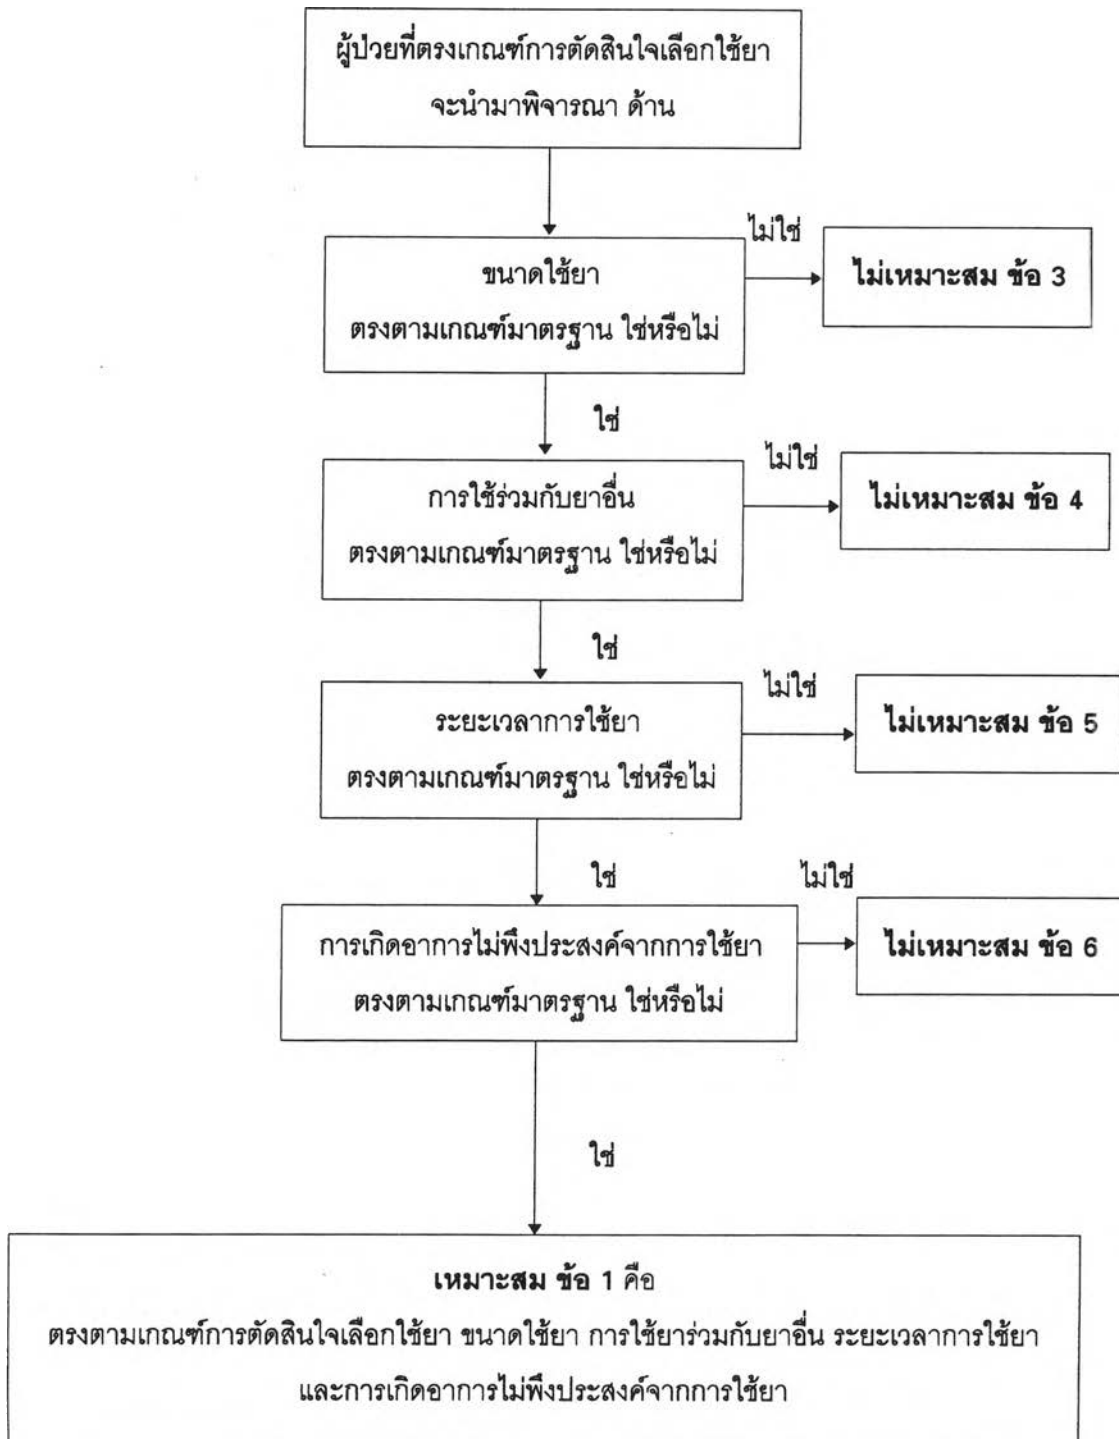 ผู้ป่วยที่ตรงเกณฑ์การตัดสินใจเลือกใช้ยา
จะนำมาพิจารณา ด้าน
ขนาดใช้ยา
ตรงตามเกณฑ์มาตรฐาน ใช่หรือไม่
ไม่ใช่
ไม่เหมาะสม ข้อ 3
ใช่
การใช้ร่วมกับยาอื่น
ตรงตามเกณฑ์มาตรฐาน ใช่หรือไม่
ไม่ใช่
ไม่เหมาะสม ข้อ 4
ใช่
ระยะเวลาการใช้ยา
ตรงตามเกณฑ์มาตรฐาน ใช่หรือไม่
ไม่ใช่
ไม่เหมาะสม ข้อ 5
ใช่
การเกิดอาการไม่พึงประสงค์จากการใช้ยา
ตรงตามเกณฑ์มาตรฐาน ใช่หรือไม่
ไม่ใช่
ไม่เหมาะสม ข้อ 6
ใช่
เหมาะสม ข้อ 1 คือ
ตรงตามเกณฑ์การตัดสินใจเลือกใช้ยา ขนาดใช้ยา การใช้ยาร่วมกับยาอื่น ระยะเวลาการใช้ยา
และการเกิดอาการไม่พึงประสงค์จากการใช้ยา